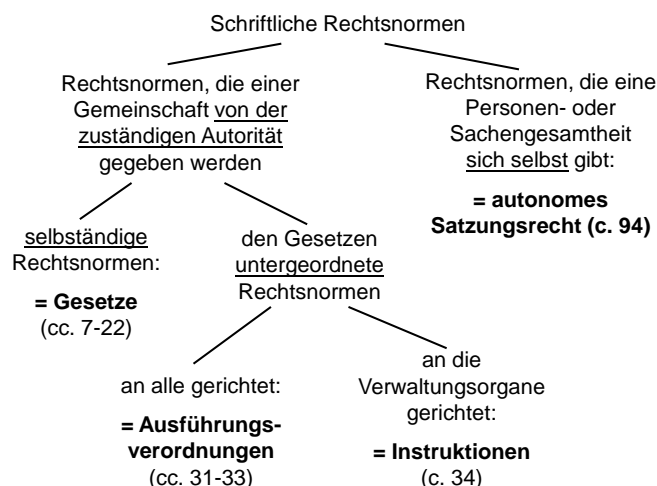 Schriftliche Rechtsnormen
Rechtsnormen, die einer
Gemeinschaft von der
zuständigen Autorität
gegeben werden
Rechtsnormen, die eine
Personen- oder
Sachengesamtheit
sich selbst gibt:
= autonomes
Satzungsrecht (c. 94)
selbständige
Rechtsnormen:
= Gesetze
(cc. 7-22)
den Gesetzen
untergeordnete
Rechtsnormen
an alle gerichtet:
= Ausführungs-
verordnungen
(cc. 31-33)
an die
Verwaltungsorgane
gerichtet:
= Instruktionen
(c. 34)